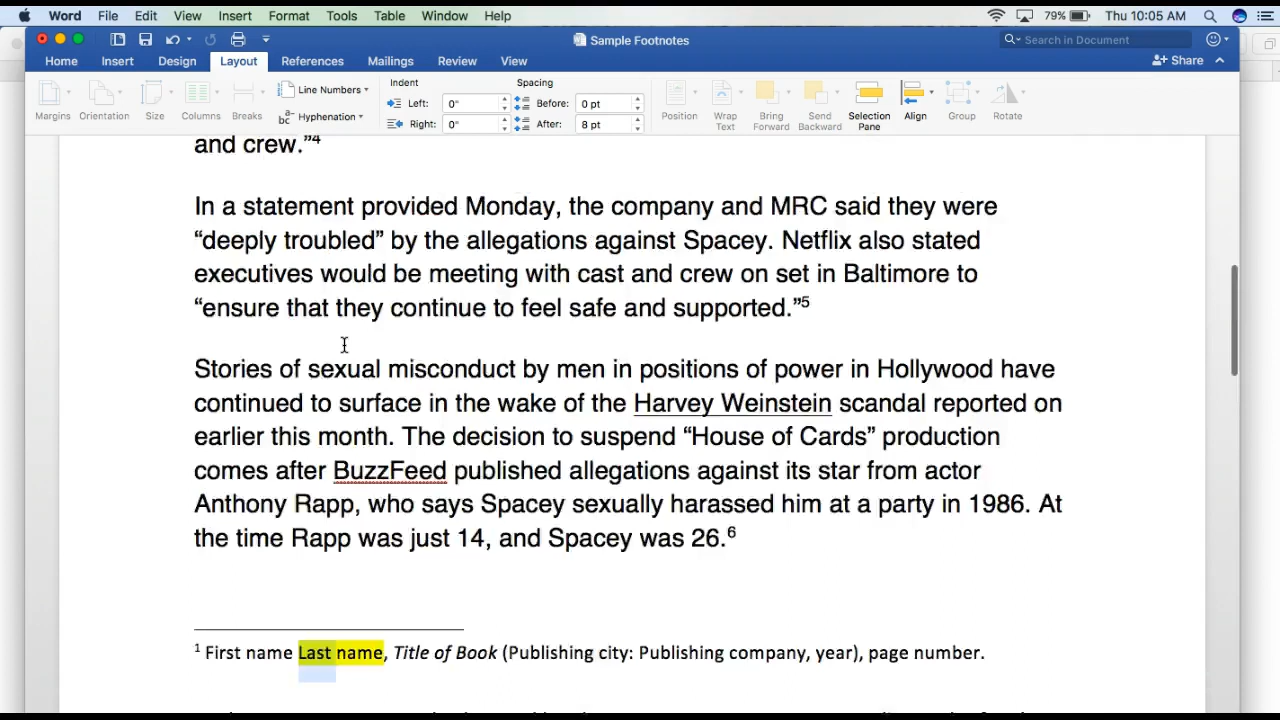 Word File Edit View Insert Format Tools Table Window Help 79% Thu 10:05 AM
Sample Footnotes Search in Document
Home Insert Design Layout References Mailings Review View Share
Margins Orientation Size Columns Breaks Line Numbers Hyphenation Indent Left: 0" Right: 0" Spacing Before: 0 pt After: 8 pt Position Wrap Text Bring Forward Send Backward Selection Pane Align Group Rotate
and crew.”4
In a statement provided Monday, the company and MRC said they were
“deeply troubled” by the allegations against Spacey. Netflix also stated
executives would be meeting with cast and crew on set in Baltimore to
“ensure that they continue to feel safe and supported.”5
Stories of sexual misconduct by men in positions of power in Hollywood have
continued to surface in the wake of the Harvey Weinstein scandal reported on
earlier this month. The decision to suspend “House of Cards” production
comes after BuzzFeed published allegations against its star from actor
Anthony Rapp, who says Spacey sexually harassed him at a party in 1986. At
the time Rapp was just 14, and Spacey was 26.6
1 First name Last name, Title of Book (Publishing city: Publishing company, year), page number.